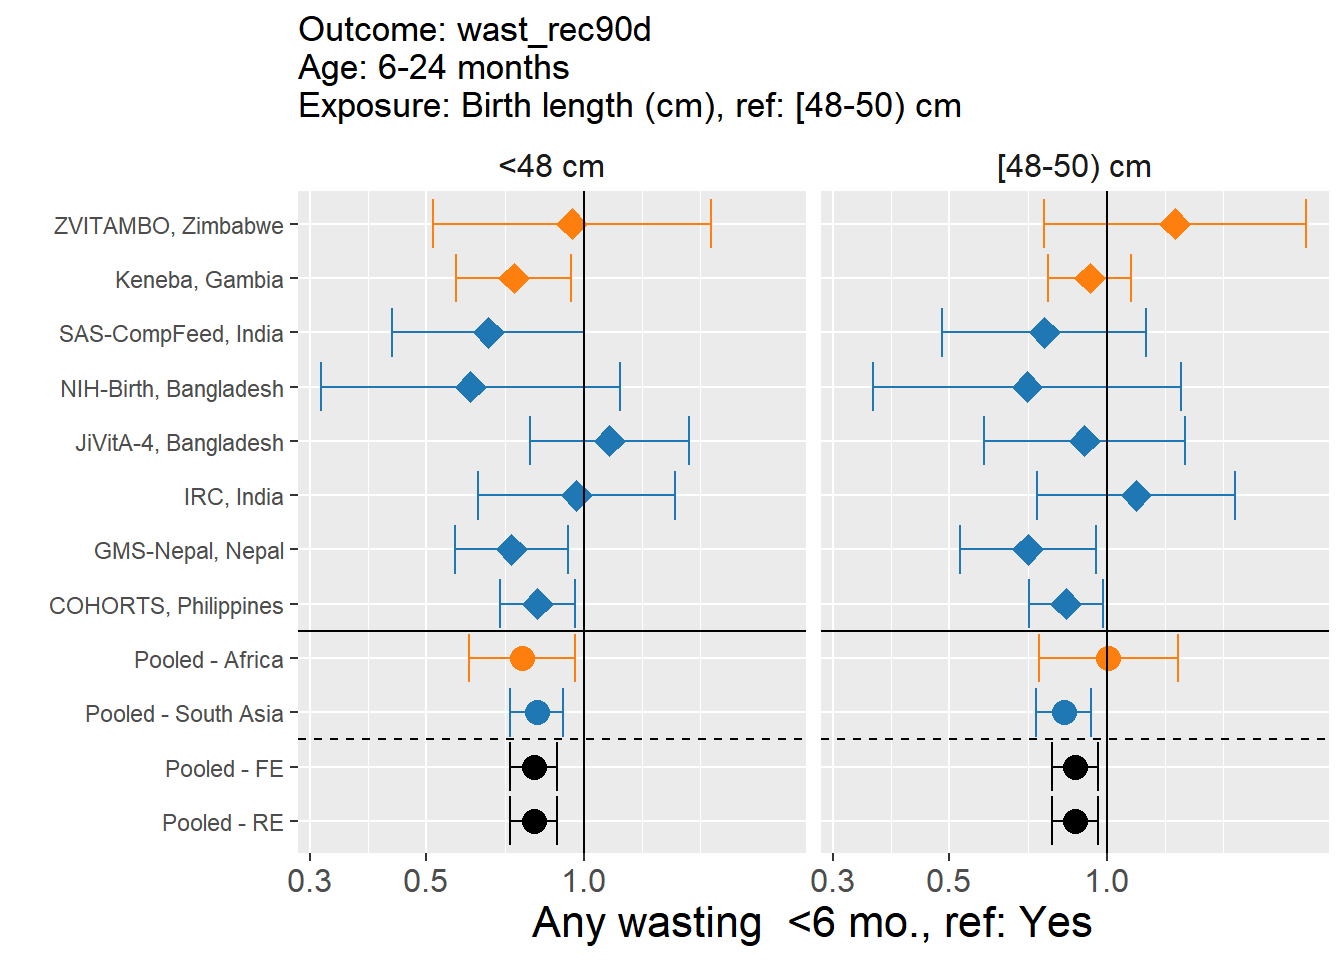 Outcome: wast_rec90d
Age: 6-24 months
Exposure: Birth length (cm), ref: [48-50) cm
<48 cm
[48-50) cm
ZVITAMBO, Zimbabwe
Keneba, Gambia
SAS-CompFeed, India
NIH-Birth, Bangladesh
JiVitA-4, Bangladesh
IRC, India
GMS-Nepal, Nepal
COHORTS, Philippines
Pooled - Africa
Pooled - South Asia
Pooled - FE
Pooled - RE
0.3 0.5 1.0
0.3 0.5 1.0
Any wasting  <6 mo., ref: Yes